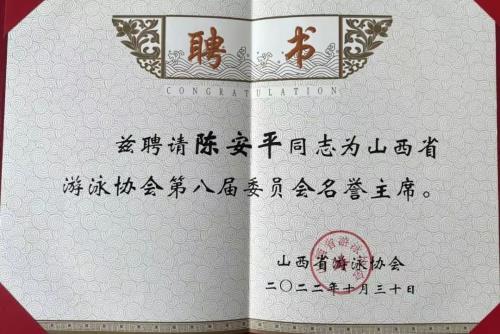 聘书
CONGRATULATION
兹聘请陈安平同志为山西省
游泳协会第八届委员会名誉主席。
山西省游泳协会
二〇二二年十月三十日